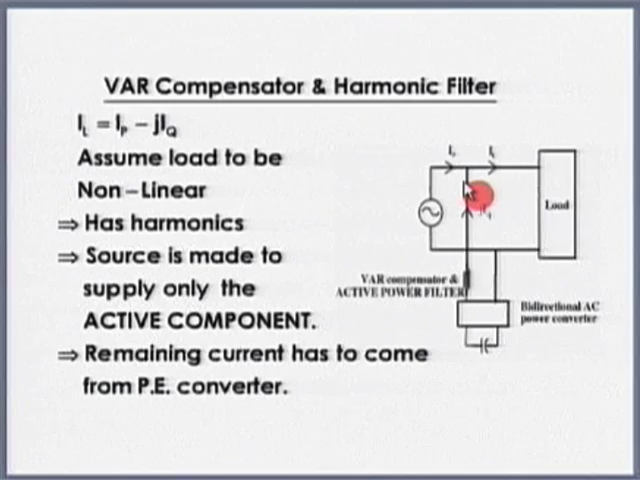 VAR Compensator & Harmonic Filter
I_L = I_P – jI_Q
Assume load to be
Non–Linear
⇒ Has harmonics
⇒ Source is made to
supply only the
ACTIVE COMPONENT.
⇒ Remaining current has to come
from P.E. converter.
Load
VAR compensator &
ACTIVE POWER FILTER
Bidirectional AC
power converter